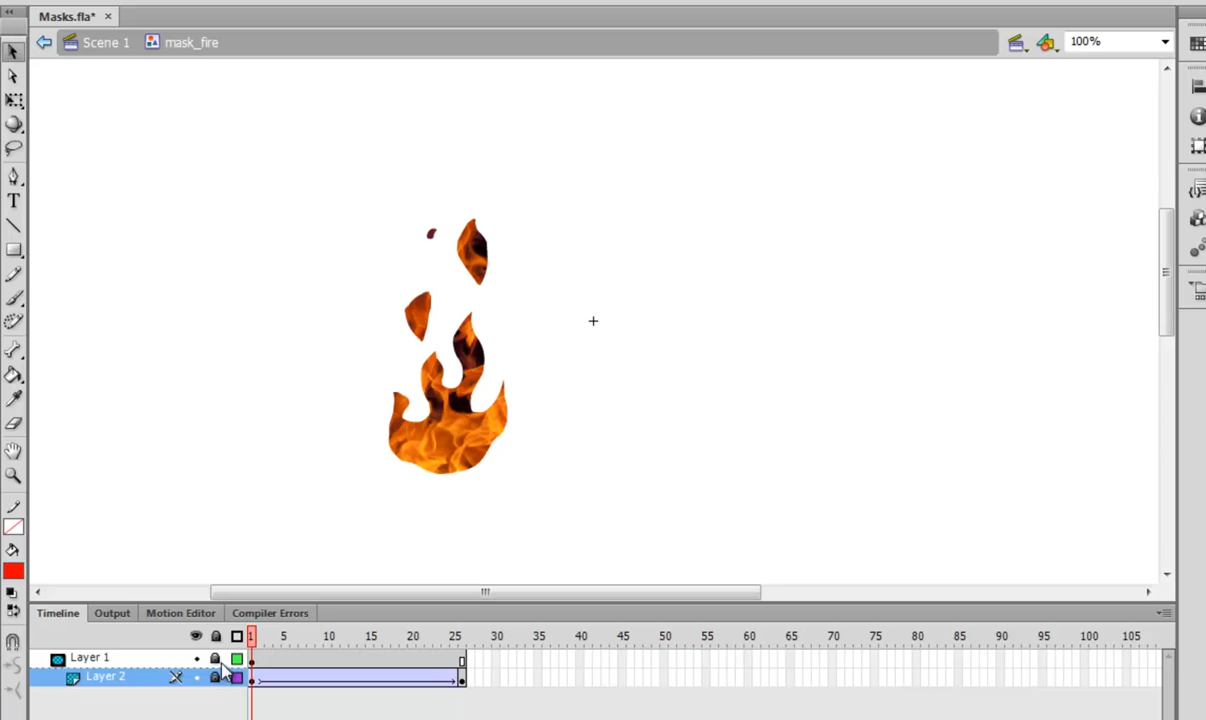 Masks.fla*
Scene 1 mask_fire 100%
T
Timeline Output Motion Editor Compiler Errors
1 5 10 15 20 25 30 35 40 45 50 55 60 65 70 75 80 85 90 95 100 105
Layer 1
Layer 2